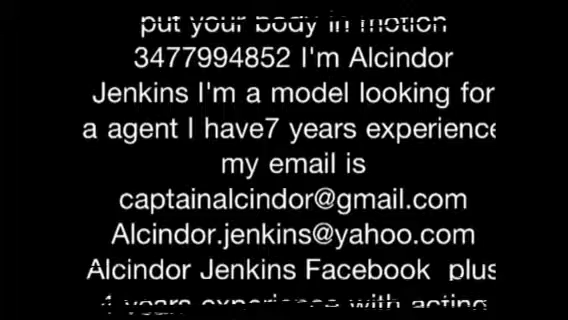 put your body in motion
3477994852 I'm Alcindor
Jenkins I'm a model looking for
a agent I have7 years experience
my email is
captainalcindor@gmail.com
Alcindor.jenkins@yahoo.com
Alcindor Jenkins Facebook  plus
4 years experience with acting